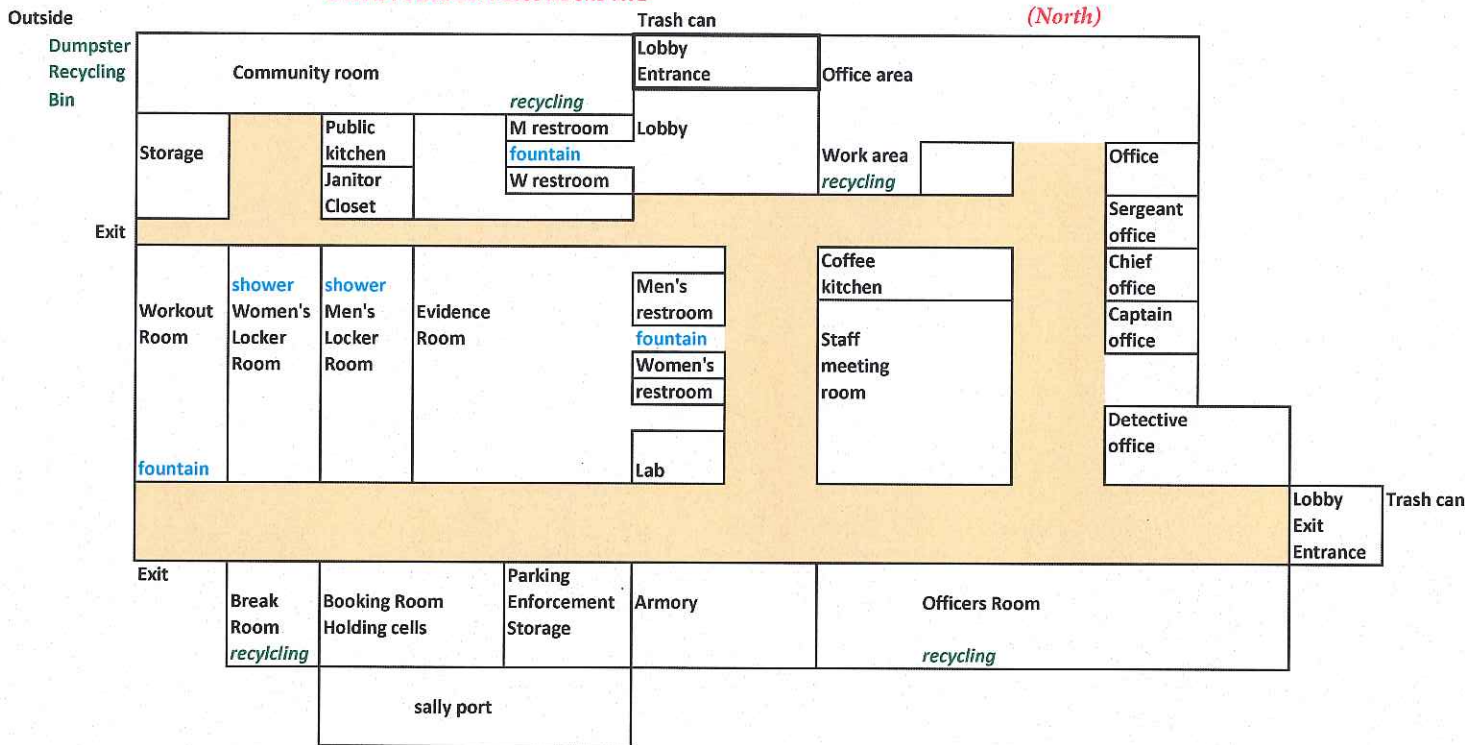 Outside
Trash can
(North)
Dumpster
Recycling
Bin
Community room
recycling
Lobby
Entrance
Office area
Storage
Public
kitchen
Janitor
Closet
M restroom
fountain
W restroom
Lobby
Work area
recycling
Office
Sergeant
office
Chief
office
Captain
office
Exit
Workout
Room
fountain
shower
Women's
Locker
Room
shower
Men's
Locker
Room
Evidence
Room
Men's
restroom
fountain
Women's
restroom
Lab
Coffee
kitchen
Staff
meeting
room
Detective
office
Lobby
Exit
Entrance
Trash can
Exit
Break
Room
recylcling
Booking Room
Holding cells
Parking
Enforcement
Storage
Armory
Officers Room
recycling
sally port